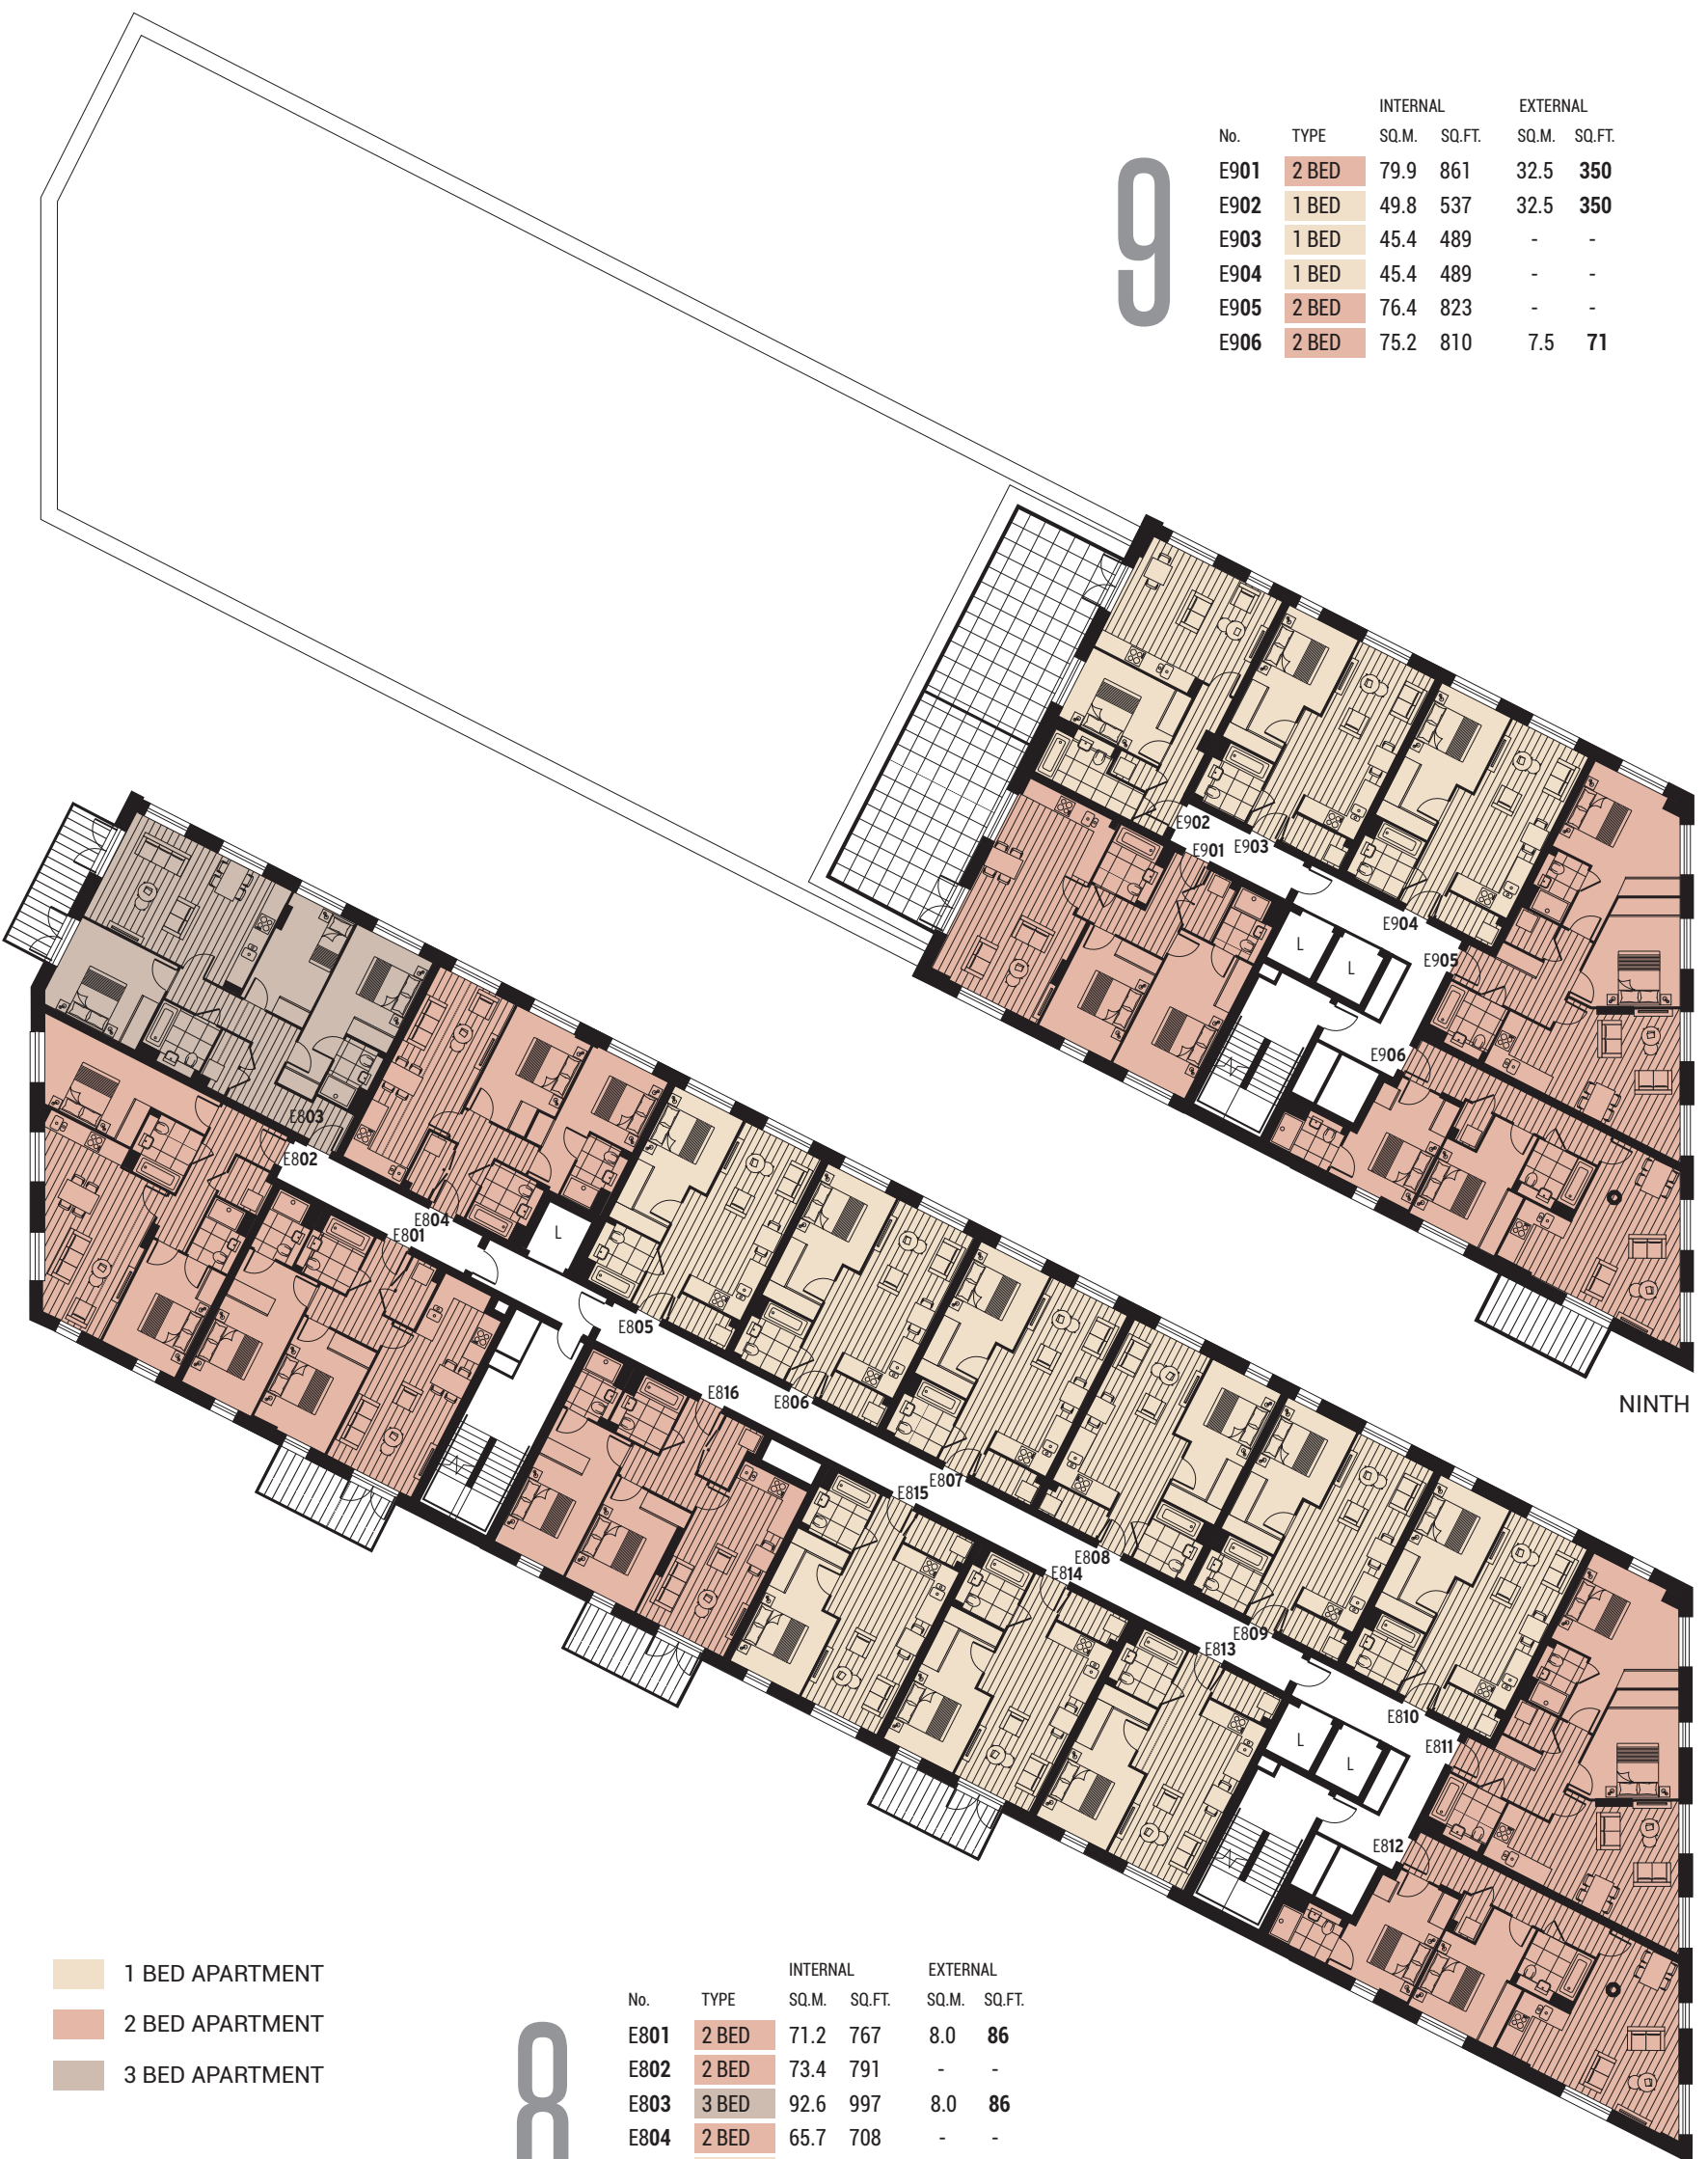 INTERNAL EXTERNAL
No. TYPE SQ.M. SQ.FT. SQ.M. SQ.FT.
9
E901 2 BED 79.9 861 32.5 350
E902 1 BED 49.8 537 32.5 350
E903 1 BED 45.4 489 - -
E904 1 BED 45.4 489 - -
E905 2 BED 76.4 823 - -
E906 2 BED 75.2 810 7.5 71
E902
E901
E903
E904
L
L
E905
E906
E803
E802
E804
E801
L
E805
E806
E816
NINTH
E807
E815
E808
E814
E809
E813
E810
L
E811
L
E812
1 BED APARTMENT
2 BED APARTMENT
3 BED APARTMENT
INTERNAL EXTERNAL
No. TYPE SQ.M. SQ.FT. SQ.M. SQ.FT.
8
E801 2 BED 71.2 767 8.0 86
E802 2 BED 73.4 791 - -
E803 3 BED 92.6 997 8.0 86
E804 2 BED 65.7 708 - -